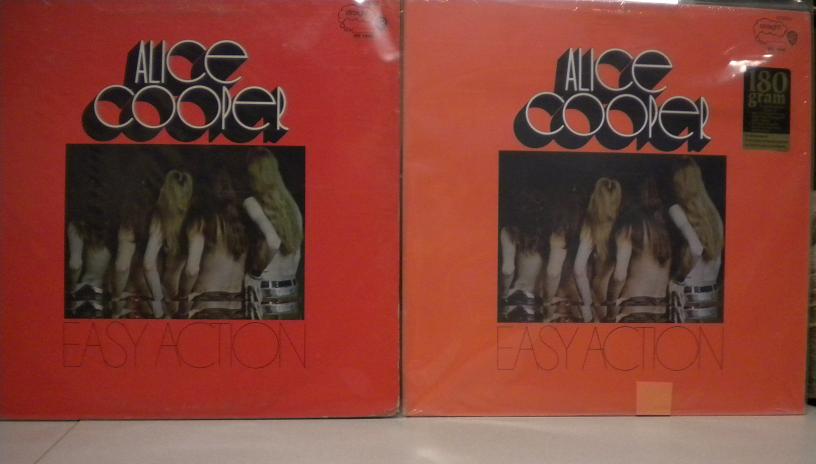 ALICE
COOPER
EASY ACTION
ALICE
COOPER
180
gram
EASY ACTION